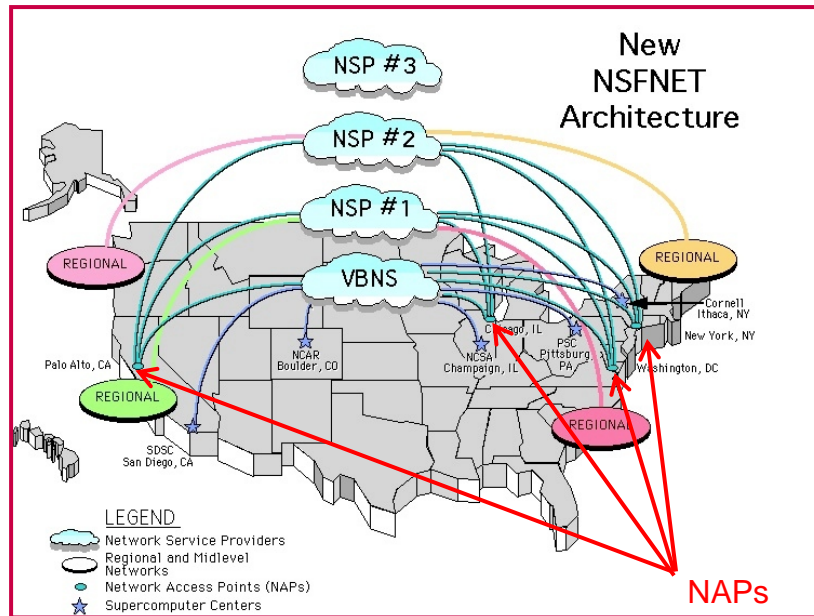 New
NSFNET
Architecture
NSP #3
NSP #2
NSP #1
VBNS
REGIONAL
REGIONAL
Cornell
Ithaca, NY
New York, NY
Chicago, IL
PSC
Pittsburg,
PA
NCAR
Boulder, CO
NCSA
Champaign, IL
Palo Alto, CA
Washington, DC
REGIONAL
REGIONAL
SDSC
San Diego, CA
LEGEND
Network Service Providers
Regional and Midlevel
Networks
Network Access Points (NAPs)
Supercomputer Centers
NAPs